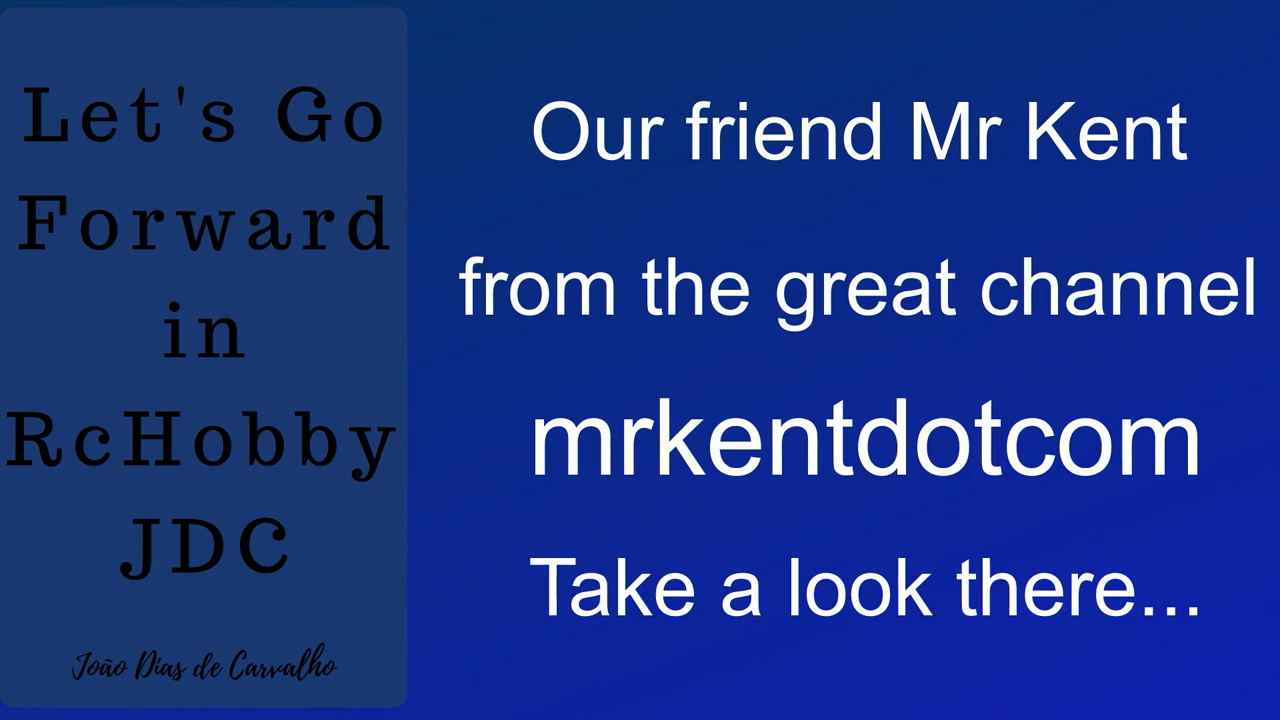 Let's Go
Forward
in
RcHobby
JDC
João Dias de Carvalho
Our friend Mr Kent
from the great channel
mrkentdotcom
Take a look there...